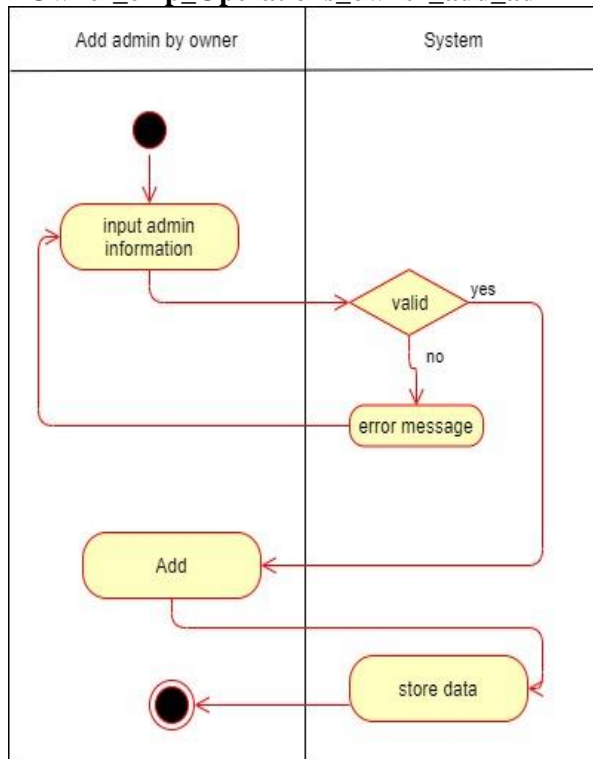 Add admin by owner
System
input admin
information
valid
yes
no
error message
Add
store data